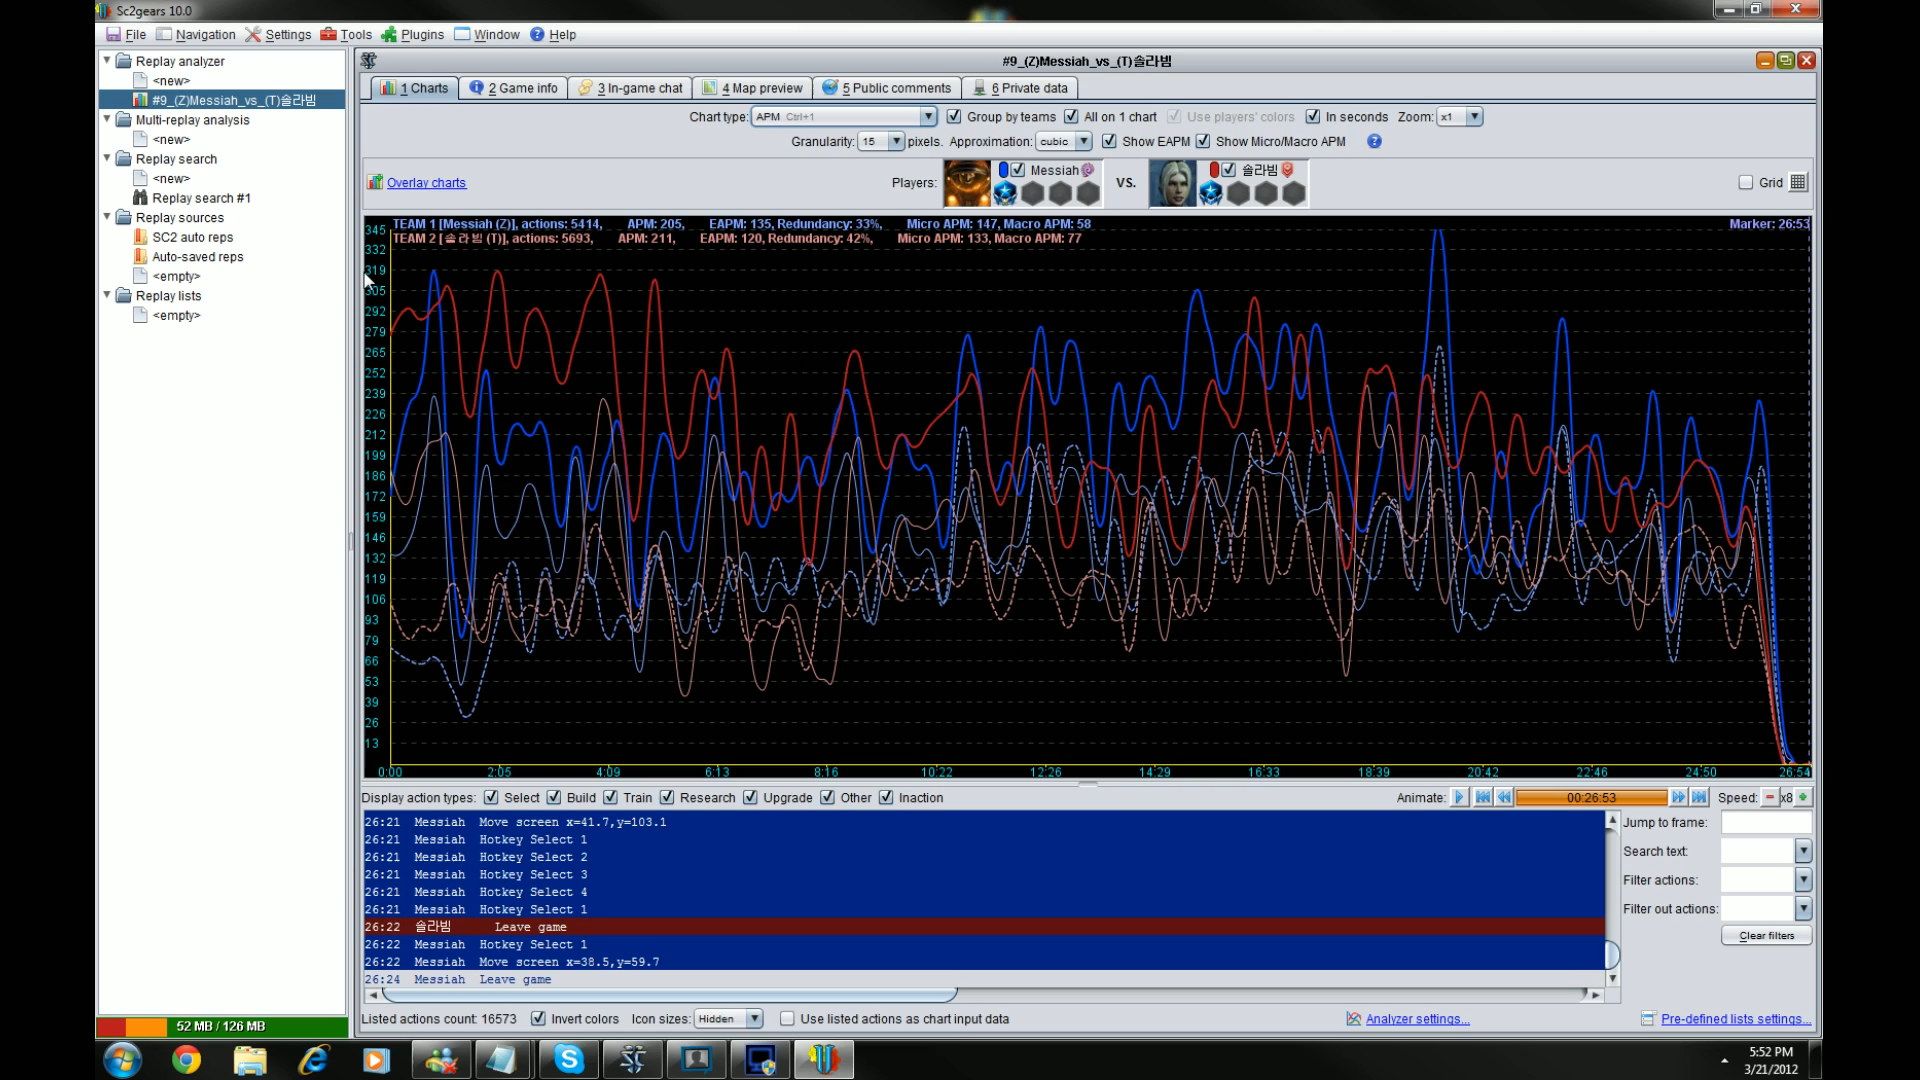 Sc2gears 10.0
File Navigation Settings Tools Plugins Window Help
Replay analyzer
<new>
#9_(Z)Messiah_vs_(T)솔라빔
Multi-replay analysis
<new>
Replay search
<new>
Replay search #1
Replay sources
SC2 auto reps
Auto-saved reps
<empty>
Replay lists
<empty>
52 MB / 126 MB
#9_(Z)Messiah_vs_(T)솔라빔
1 Charts 2 Game info 3 In-game chat 4 Map preview 5 Public comments 6 Private data
Chart type: APM Ctrl+1 Group by teams All on 1 chart Use players' colors In seconds Zoom: x1
Granularity: 15 pixels. Approximation: cubic Show EAPM Show Micro/Macro APM
Overlay charts Players: Messiah VS. 솔라빔 Grid
TEAM 1 [Messiah (Z)], actions: 5414, APM: 205, EAPM: 135, Redundancy: 33%, Micro APM: 147, Macro APM: 58 Marker: 26:53
TEAM 2 [솔라빔 (T)], actions: 5693, APM: 211, EAPM: 120, Redundancy: 42%, Micro APM: 133, Macro APM: 77
345
332
319
305
292
279
265
252
239
226
212
199
186
172
159
146
132
119
106
93
79
66
53
39
26
13
0:00 2:05 4:09 6:13 8:16 10:22 12:26 14:29 16:33 18:39 20:42 22:46 24:50 26:54
Display action types: Select Build Train Research Upgrade Other Inaction Animate: 00:26:53 Speed: x8
26:21 Messiah Move screen x=41.7,y=103.1
26:21 Messiah Hotkey Select 1
26:21 Messiah Hotkey Select 2
26:21 Messiah Hotkey Select 3
26:21 Messiah Hotkey Select 4
26:21 Messiah Hotkey Select 1
26:22 솔라빔 Leave game
26:22 Messiah Hotkey Select 1
26:22 Messiah Move screen x=38.5,y=59.7
26:24 Messiah Leave game
Jump to frame:
Search text:
Filter actions:
Filter out actions:
Clear filters
Listed actions count: 16573 Invert colors Icon sizes: Hidden Use listed actions as chart input data Analyzer settings... Pre-defined lists settings...
5:52 PM
3/21/2012